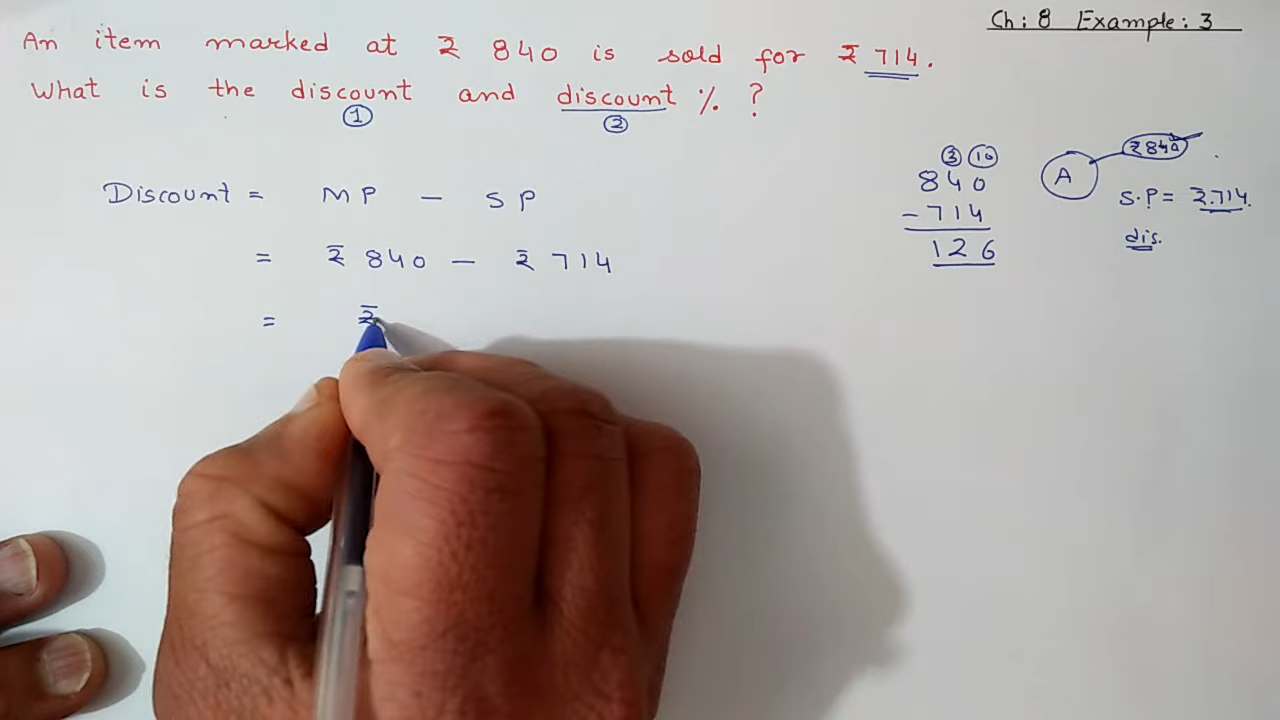 Ch: 8 Example: 3
An item marked at ₹ 840 is sold for ₹ 714.
What is the discount and discount % ?
① ②
Discount = MP - SP
= ₹ 840 - ₹ 714
= ₹
③ ⑩
840
- 714
126
A ₹840
S.P = ₹.714.
dis.